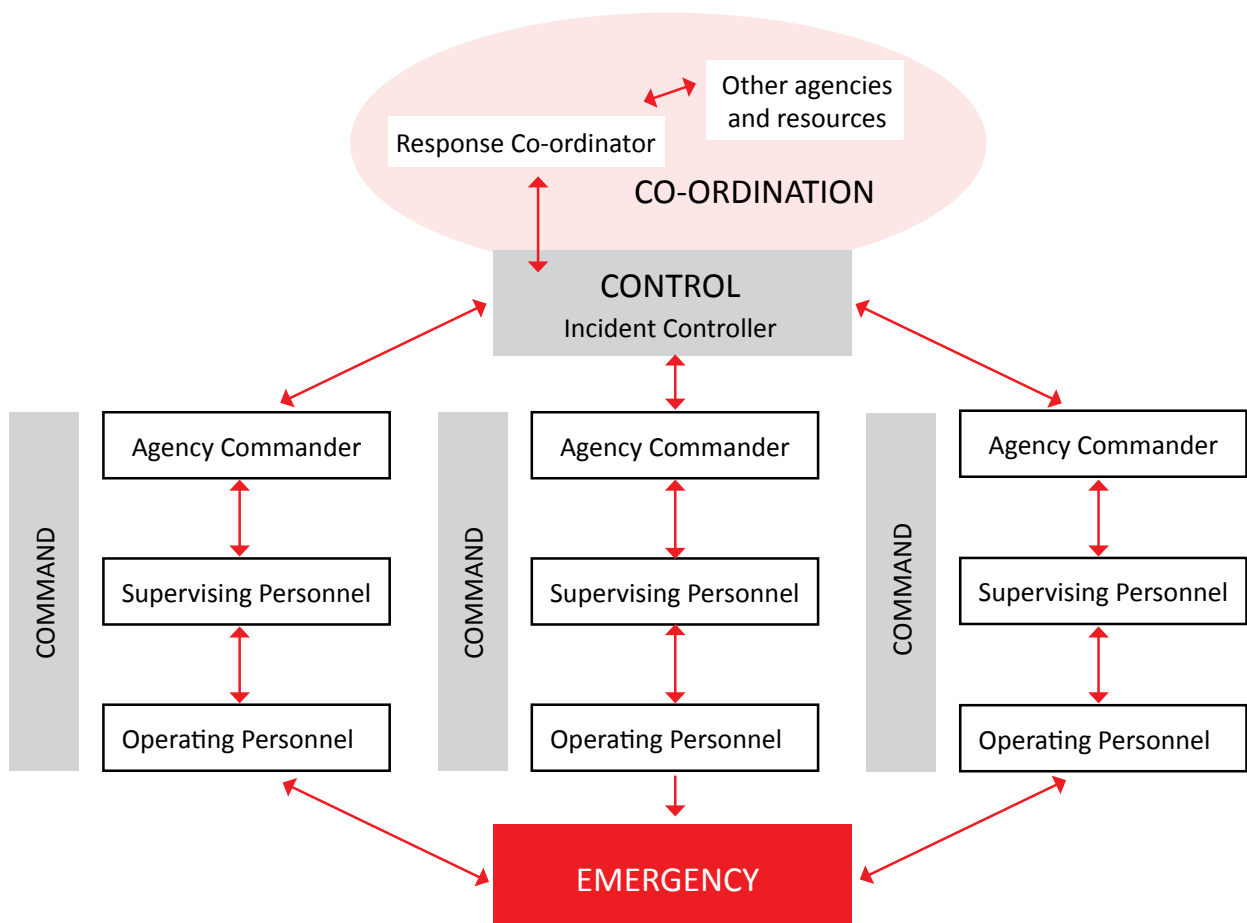 Other agencies
and resources
Response Co-ordinator
CO-ORDINATION
CONTROL
Incident Controller
COMMAND
Agency Commander
Supervising Personnel
Operating Personnel
COMMAND
Agency Commander
Supervising Personnel
Operating Personnel
COMMAND
Agency Commander
Supervising Personnel
Operating Personnel
EMERGENCY